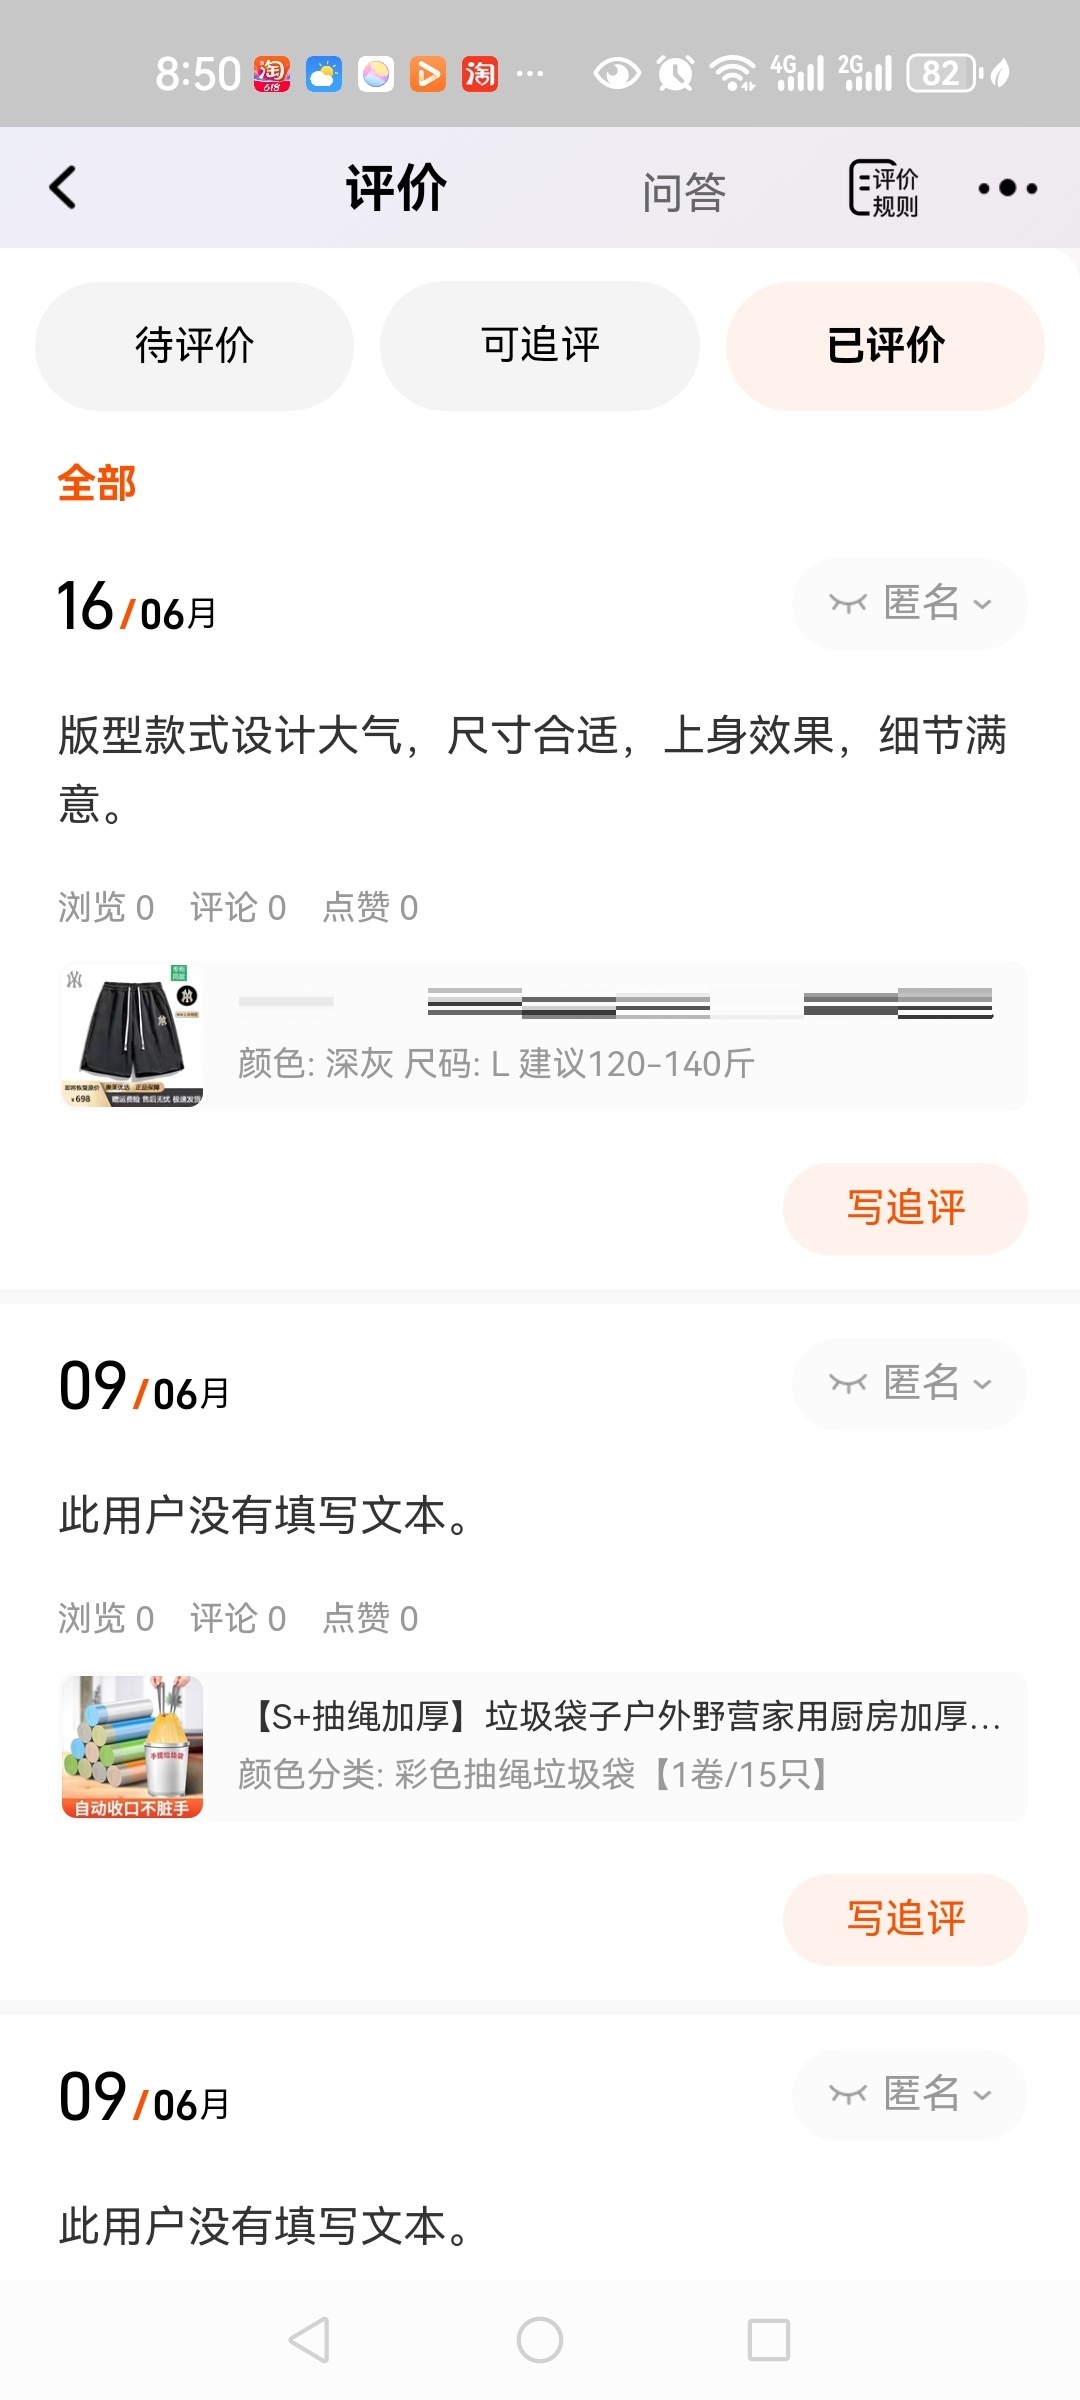 8:50
4G
2G
82
评价
问答
评价
规则
待评价
可追评
已评价
全部
16/06月
匿名
版型款式设计大气，尺寸合适，上身效果，细节满
意。
浏览 0 评论 0 点赞 0
¥698
颜色: 深灰 尺码: L 建议120-140斤
写追评
09/06月
匿名
此用户没有填写文本。
浏览 0 评论 0 点赞 0
【S+抽绳加厚】垃圾袋子户外野营家用厨房加厚...
颜色分类: 彩色抽绳垃圾袋【1卷/15只】
手提垃圾袋
自动收口不脏手
写追评
09/06月
匿名
此用户没有填写文本。